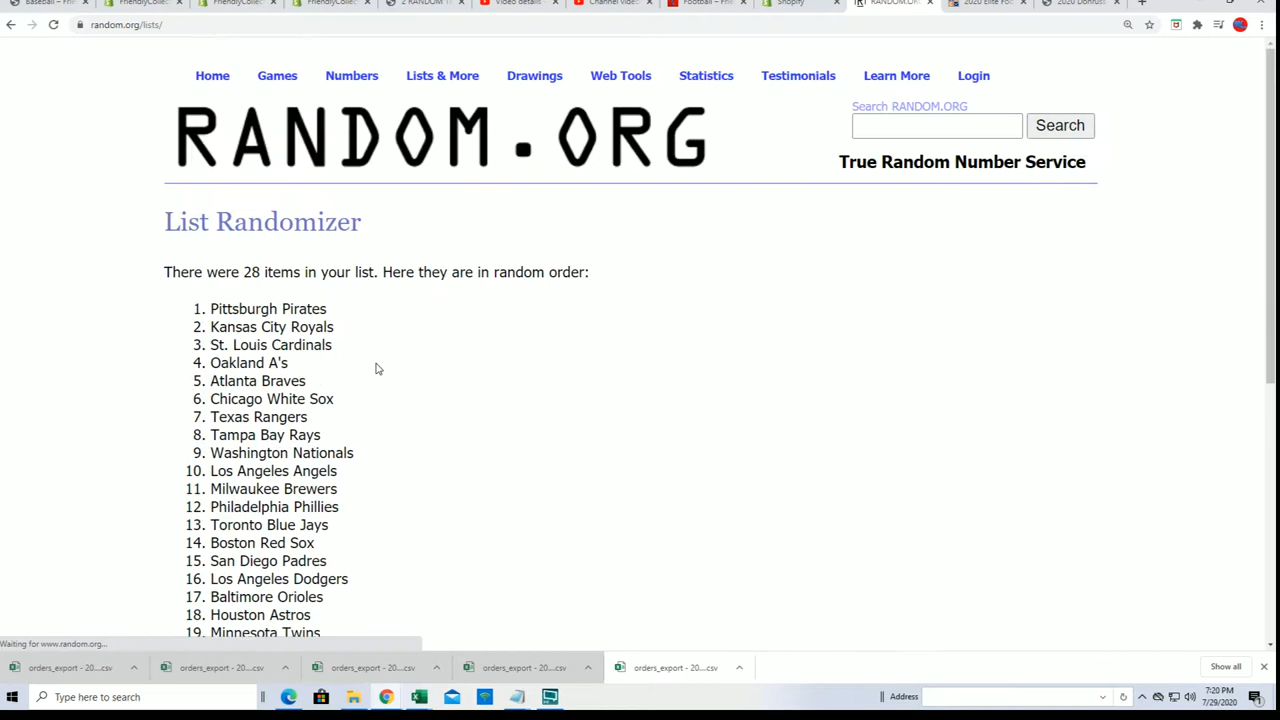 Baseball – Fri
FriendlyCollec
FriendlyCollec
FriendlyCollec
2 RANDOM T
Video details
Channel video
Football – Fri
Shopify
RANDOM.ORG
2020 Elite Fo
2020 Donruss
random.org/lists/
Home Games Numbers Lists & More Drawings Web Tools Statistics Testimonials Learn More Login
RANDOM.ORG
Search RANDOM.ORG
Search
True Random Number Service
List Randomizer
There were 28 items in your list. Here they are in random order:
1. Pittsburgh Pirates
2. Kansas City Royals
3. St. Louis Cardinals
4. Oakland A's
5. Atlanta Braves
6. Chicago White Sox
7. Texas Rangers
8. Tampa Bay Rays
9. Washington Nationals
10. Los Angeles Angels
11. Milwaukee Brewers
12. Philadelphia Phillies
13. Toronto Blue Jays
14. Boston Red Sox
15. San Diego Padres
16. Los Angeles Dodgers
17. Baltimore Orioles
18. Houston Astros
19. Minnesota Twins
Waiting for www.random.org...
orders_export - 20....csv
orders_export - 20....csv
orders_export - 20....csv
orders_export - 20....csv
orders_export - 20....csv
Show all
Type here to search
Address
7:20 PM
7/29/2020